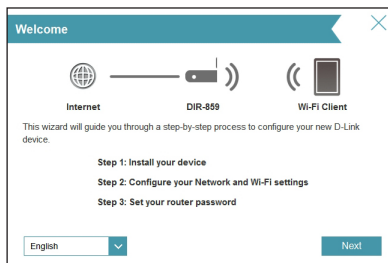 Welcome
Internet
DIR-859
Wi-Fi Client
This wizard will guide you through a step-by-step process to configure your new D-Link
device.
Step 1: Install your device
Step 2: Configure your Network and Wi-Fi settings
Step 3: Set your router password
English
Next